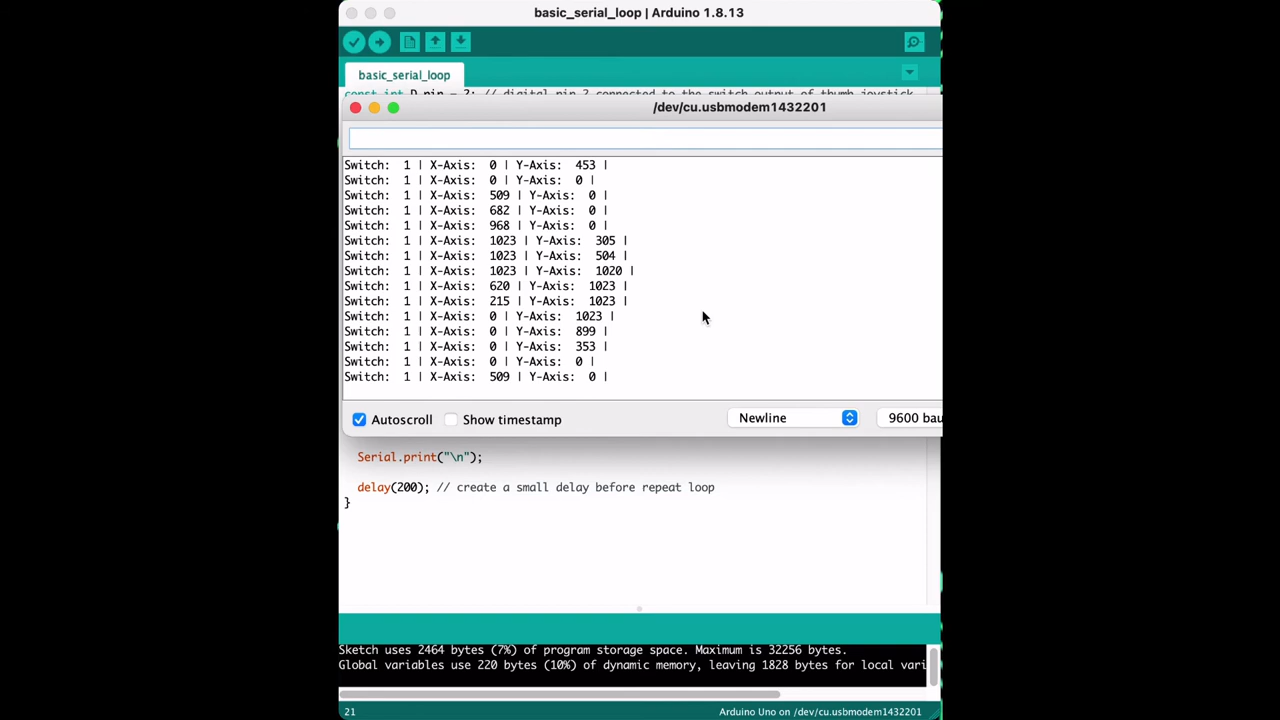 basic_serial_loop | Arduino 1.8.13
basic_serial_loop
/dev/cu.usbmodem1432201
Switch:  1 | X-Axis:  0 | Y-Axis:  453 |
Switch:  1 | X-Axis:  0 | Y-Axis:  0 |
Switch:  1 | X-Axis:  509 | Y-Axis:  0 |
Switch:  1 | X-Axis:  682 | Y-Axis:  0 |
Switch:  1 | X-Axis:  968 | Y-Axis:  0 |
Switch:  1 | X-Axis:  1023 | Y-Axis:  305 |
Switch:  1 | X-Axis:  1023 | Y-Axis:  504 |
Switch:  1 | X-Axis:  1023 | Y-Axis:  1020 |
Switch:  1 | X-Axis:  620 | Y-Axis:  1023 |
Switch:  1 | X-Axis:  215 | Y-Axis:  1023 |
Switch:  1 | X-Axis:  0 | Y-Axis:  1023 |
Switch:  1 | X-Axis:  0 | Y-Axis:  899 |
Switch:  1 | X-Axis:  0 | Y-Axis:  353 |
Switch:  1 | X-Axis:  0 | Y-Axis:  0 |
Switch:  1 | X-Axis:  509 | Y-Axis:  0 |
Autoscroll Show timestamp Newline 9600 bau
Serial.print("\n");
delay(200); // create a small delay before repeat loop
}
Sketch uses 2464 bytes (7%) of program storage space. Maximum is 32256 bytes.
Global variables use 220 bytes (10%) of dynamic memory, leaving 1828 bytes for local vari
21 Arduino Uno on /dev/cu.usbmodem1432201